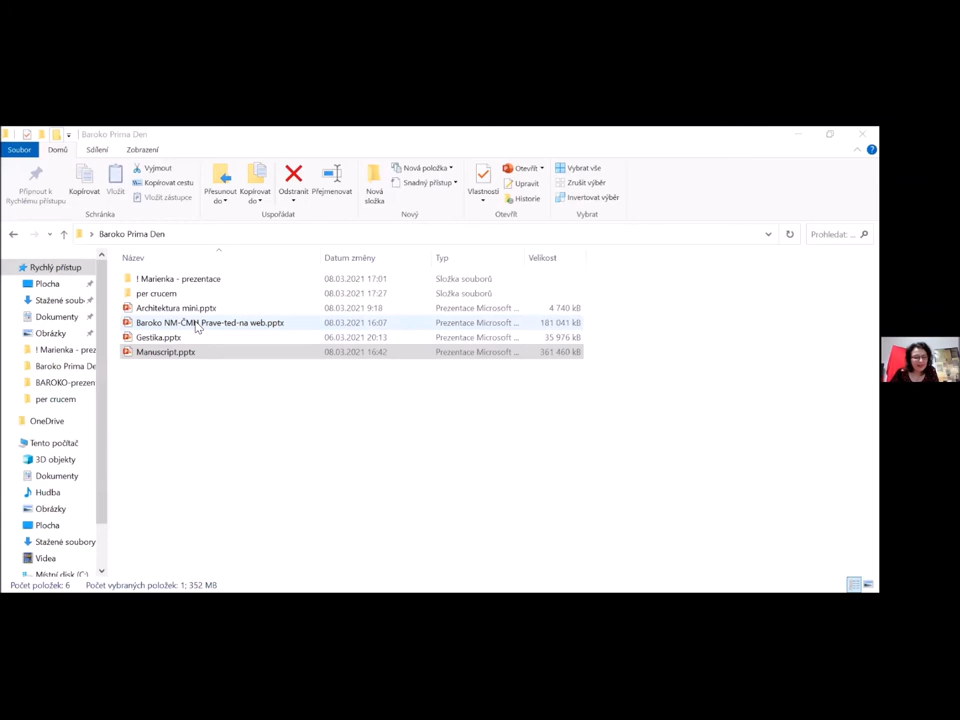 Baroko Prima Den
Soubor Domů Sdílení Zobrazení
Připnout k Rychlému přístupu
Kopírovat
Vložit
Vyjmout
Kopírovat cestu
Vložit zástupce
Schránka
Přesunout do
Kopírovat do
Odstranit
Přejmenovat
Uspořádat
Nová složka
Nová položka
Snadný přístup
Nový
Vlastnosti
Otevřít
Upravit
Historie
Otevřít
Vybrat vše
Zrušit výběr
Invertovat výběr
Vybrat
Baroko Prima Den
Prohledat: ...
Název Datum změny Typ Velikost
! Marienka - prezentace 08.03.2021 17:01 Složka souborů
per crucem 08.03.2021 17:27 Složka souborů
Architektura mini.pptx 08.03.2021 9:18 Prezentace Microsoft ... 4 740 kB
Baroko NM-ČMH Prave-ted-na web.pptx 08.03.2021 16:07 Prezentace Microsoft ... 181 041 kB
Gestika.pptx 06.03.2021 20:13 Prezentace Microsoft ... 35 976 kB
Manuscript.pptx 08.03.2021 16:42 Prezentace Microsoft ... 361 460 kB
Rychlý přístup
Plocha
Stažené soub
Dokumenty
Obrázky
! Marienka - prez
Baroko Prima De
BAROKO-prezen
per crucem
OneDrive
Tento počítač
3D objekty
Dokumenty
Hudba
Obrázky
Plocha
Stažené soubory
Videa
Místní disk (C:)
Počet položek: 6 Počet vybraných položek: 1; 352 MB